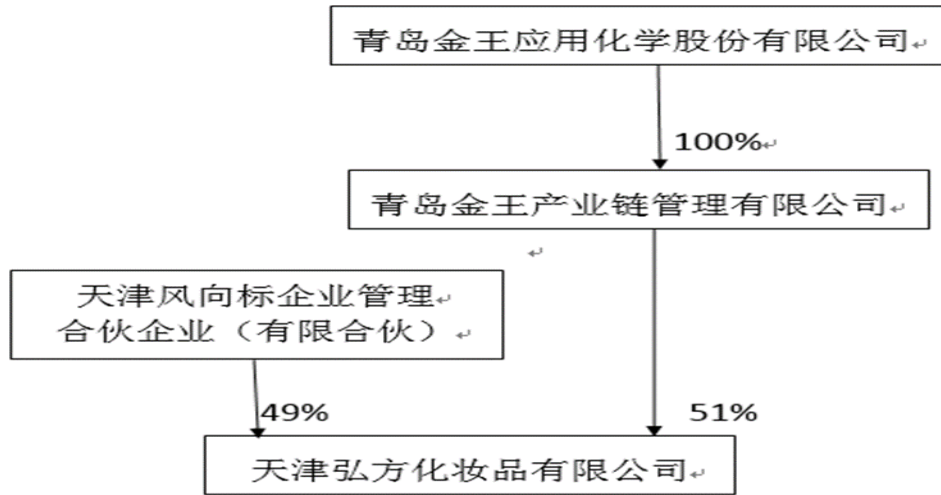 青岛金王应用化学股份有限公司
100%
青岛金王产业链管理有限公司
天津风向标企业管理
合伙企业（有限合伙）
49%
51%
天津弘方化妆品有限公司